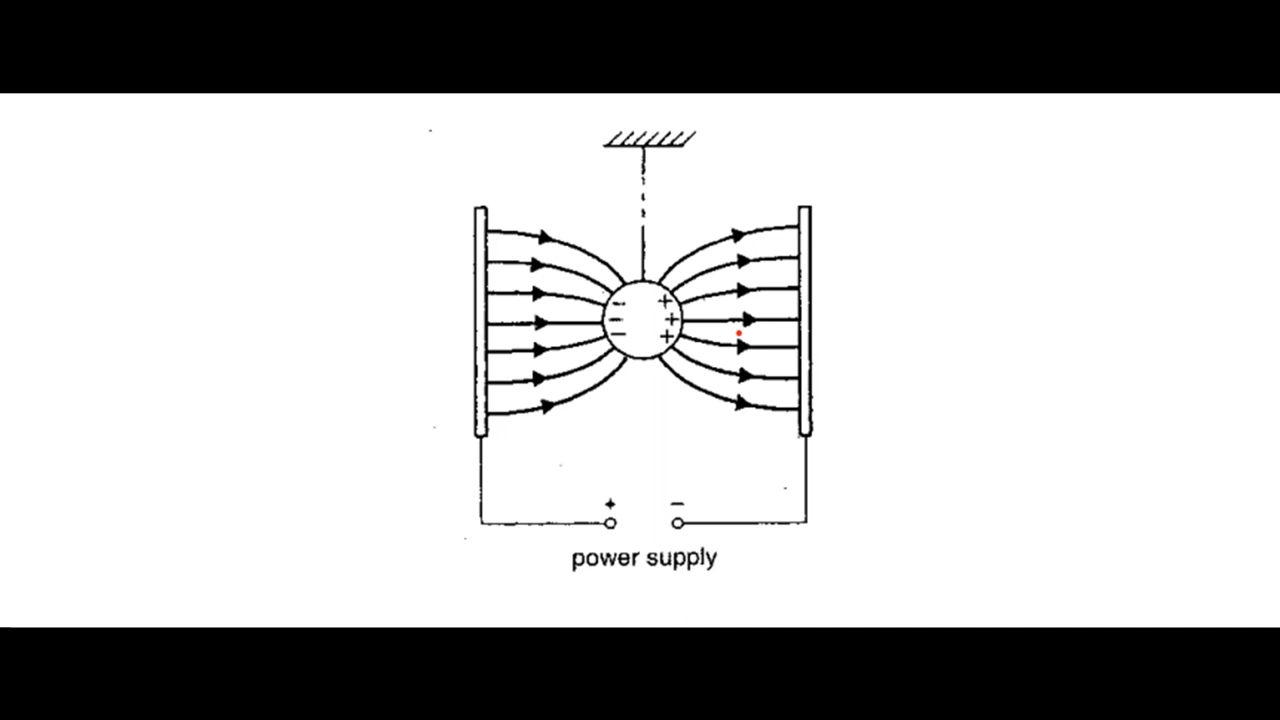 − +
− +
− +
+ −
power supply